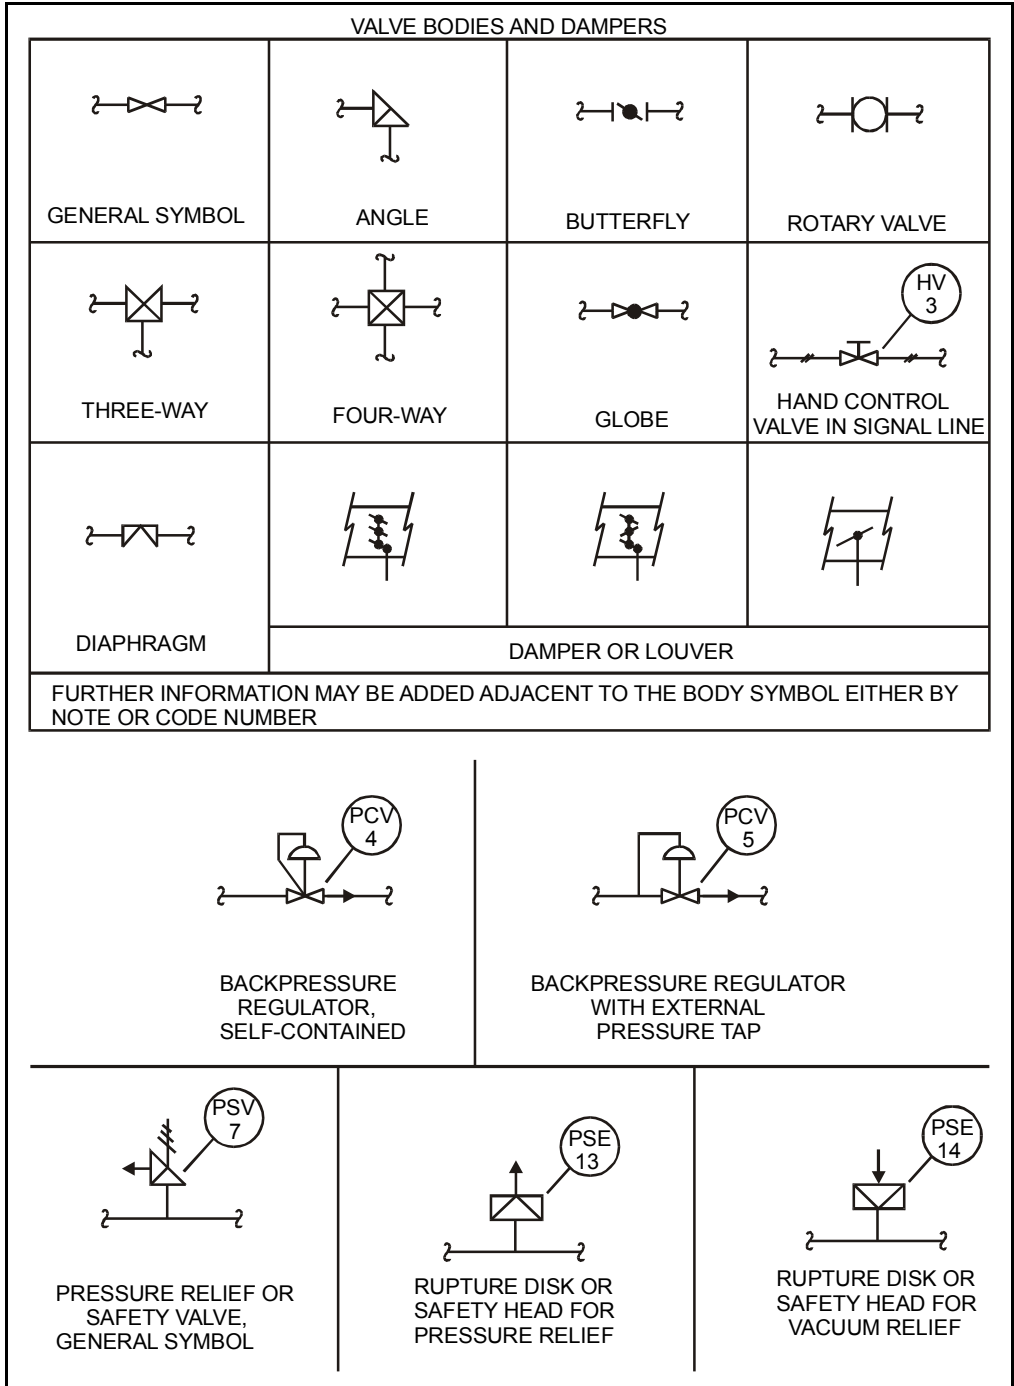 VALVE BODIES AND DAMPERS
GENERAL SYMBOL
ANGLE
BUTTERFLY
ROTARY VALVE
THREE-WAY
FOUR-WAY
GLOBE
HV
3
HAND CONTROL
VALVE IN SIGNAL LINE
DIAPHRAGM
DAMPER OR LOUVER
FURTHER INFORMATION MAY BE ADDED ADJACENT TO THE BODY SYMBOL EITHER BY
NOTE OR CODE NUMBER
PCV
4
BACKPRESSURE
REGULATOR,
SELF-CONTAINED
PCV
5
BACKPRESSURE REGULATOR
WITH EXTERNAL
PRESSURE TAP
PSV
7
PRESSURE RELIEF OR
SAFETY VALVE,
GENERAL SYMBOL
PSE
13
RUPTURE DISK OR
SAFETY HEAD FOR
PRESSURE RELIEF
PSE
14
RUPTURE DISK OR
SAFETY HEAD FOR
VACUUM RELIEF